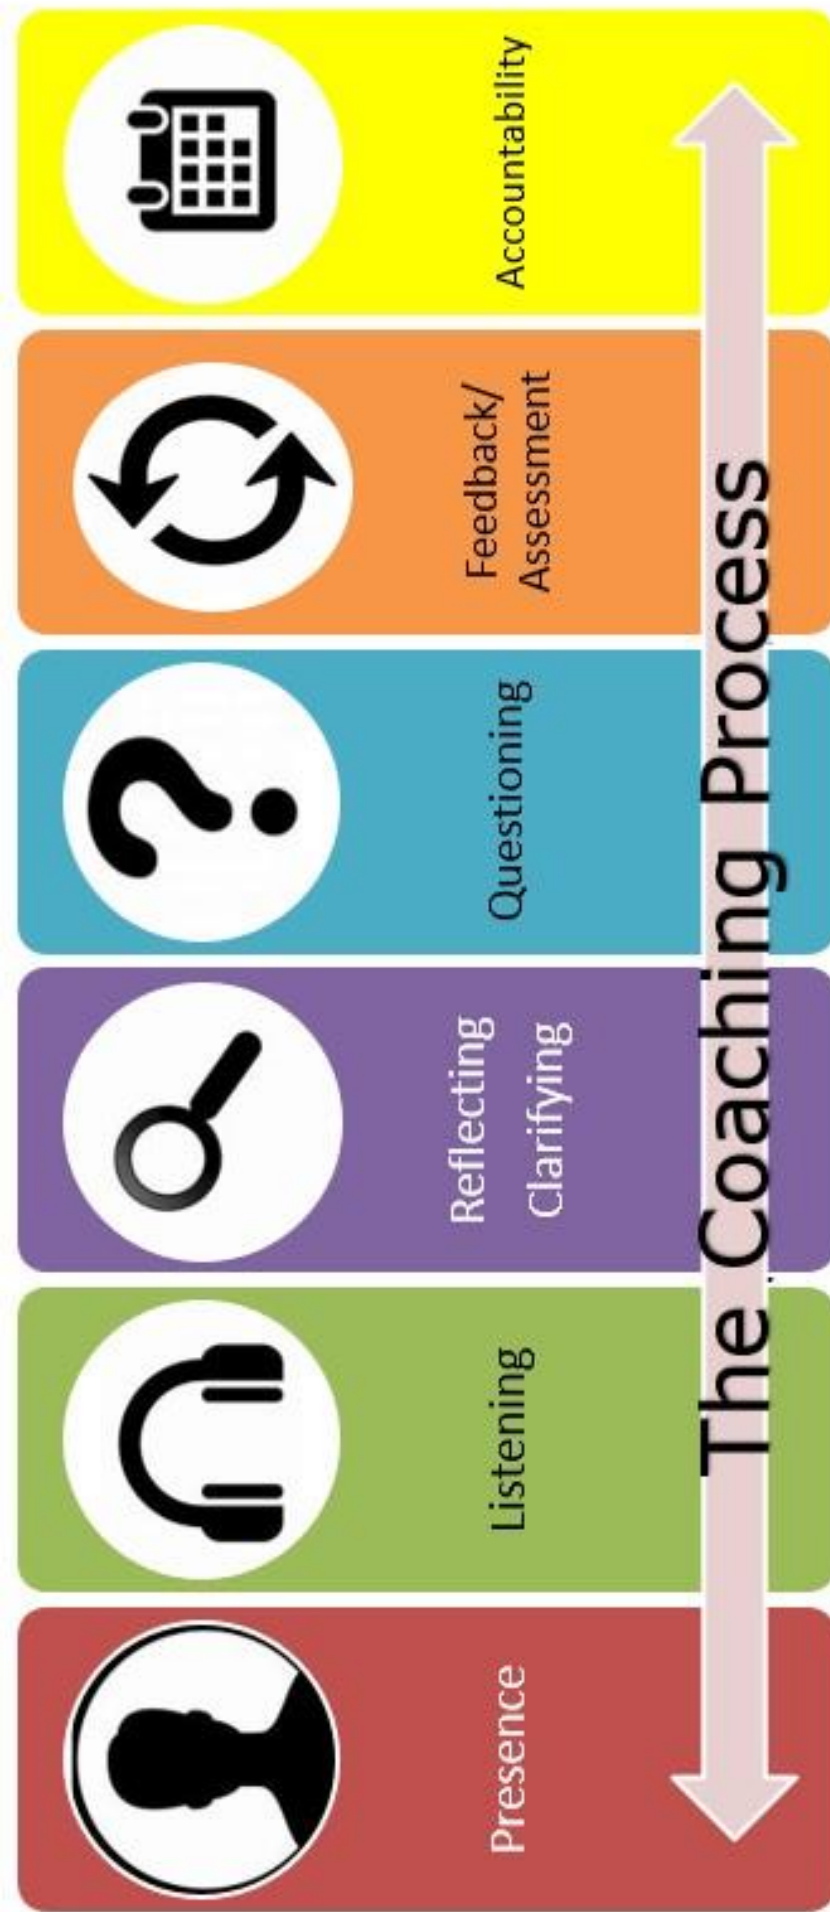 Presence
Listening
Reflecting
Clarifying
Questioning
Feedback/
Assessment
Accountability
The Coaching Process